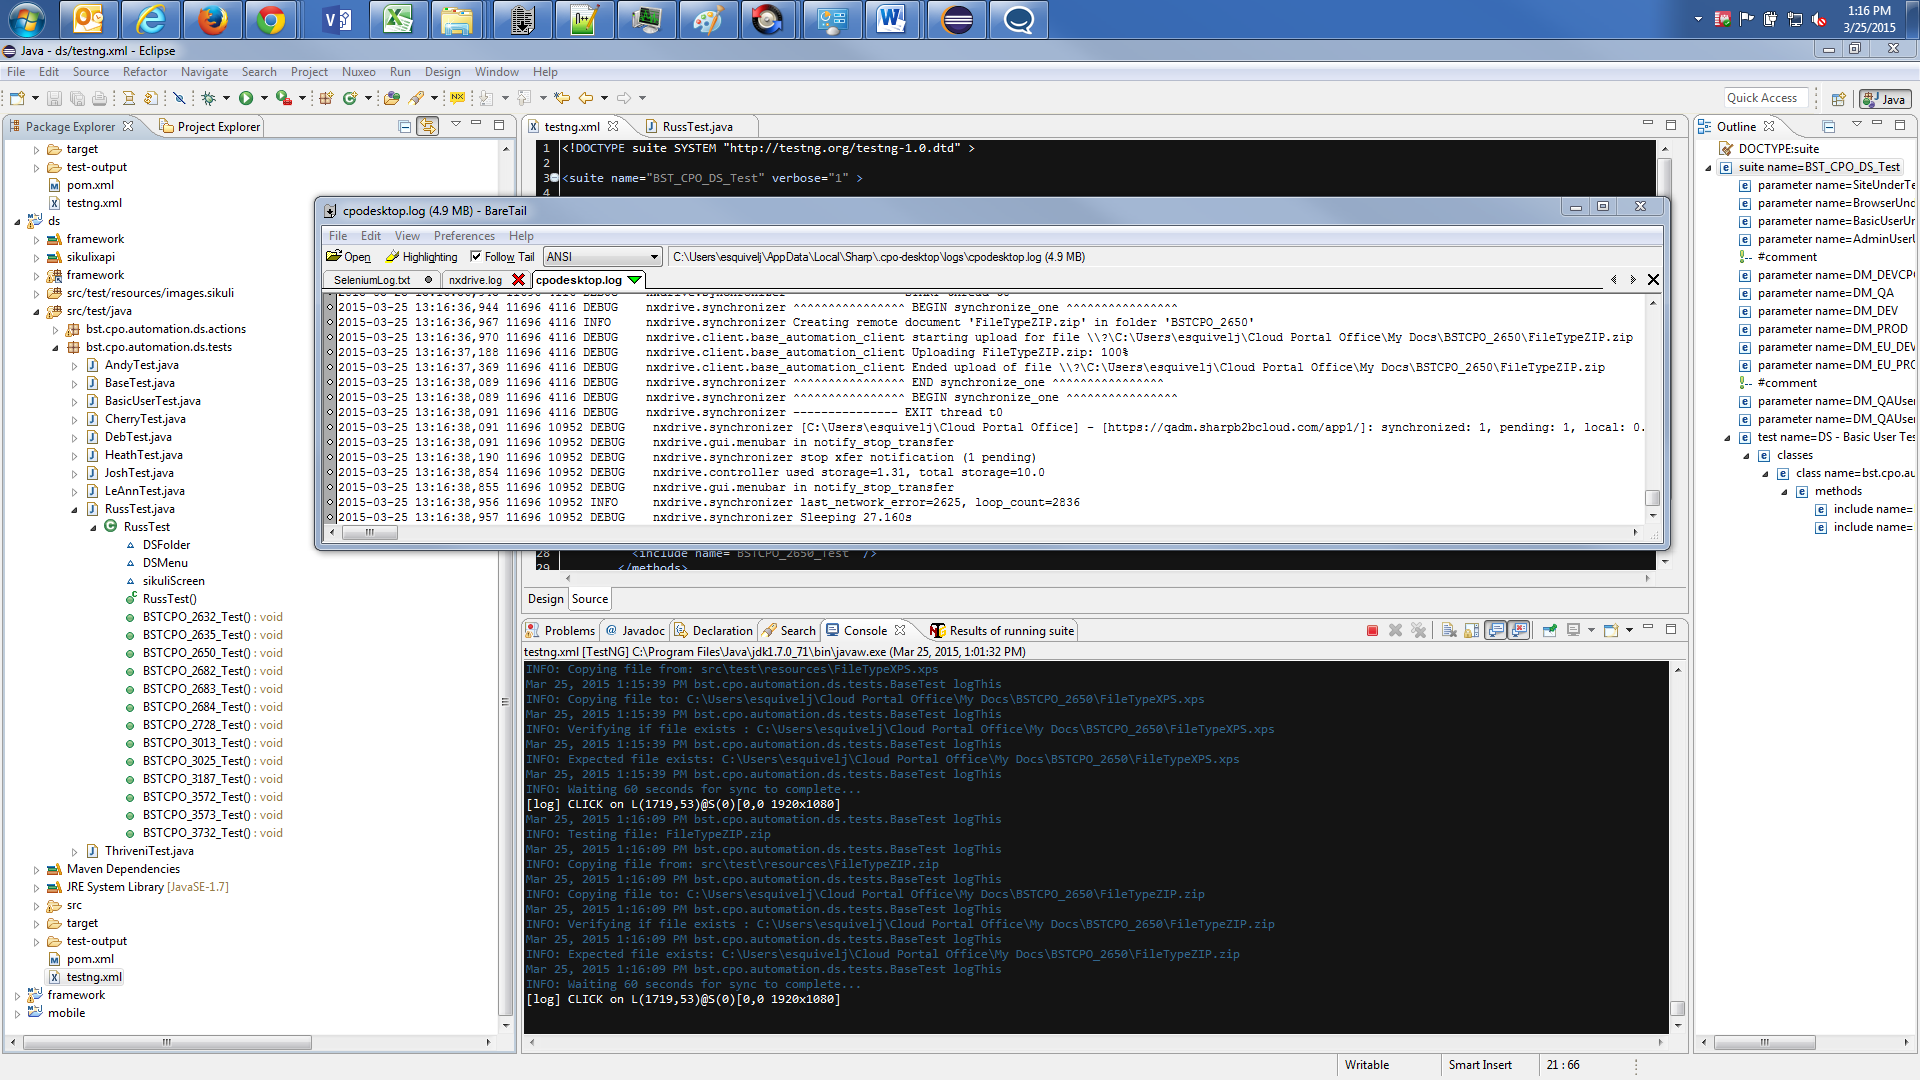 1:16 PM
3/25/2015
Java - ds/testng.xml - Eclipse
File Edit Source Refactor Navigate Search Project Nuxeo Run Design Window Help
Quick Access
Java
Package Explorer
Project Explorer
target
test-output
pom.xml
testng.xml
ds
framework
sikulixapi
framework
src/test/resources/images.sikuli
src/test/java
bst.cpo.automation.ds.actions
bst.cpo.automation.ds.tests
AndyTest.java
BaseTest.java
BasicUserTest.java
CherryTest.java
DebTest.java
HeathTest.java
JoshTest.java
LeAnnTest.java
RussTest.java
RussTest
DSFolder
DSMenu
sikuliScreen
RussTest()
BSTCPO_2632_Test() : void
BSTCPO_2635_Test() : void
BSTCPO_2650_Test() : void
BSTCPO_2682_Test() : void
BSTCPO_2683_Test() : void
BSTCPO_2684_Test() : void
BSTCPO_2728_Test() : void
BSTCPO_3013_Test() : void
BSTCPO_3025_Test() : void
BSTCPO_3187_Test() : void
BSTCPO_3572_Test() : void
BSTCPO_3573_Test() : void
BSTCPO_3732_Test() : void
ThriveniTest.java
Maven Dependencies
JRE System Library [JavaSE-1.7]
src
target
test-output
pom.xml
testng.xml
framework
mobile
testng.xml
RussTest.java
1 <!DOCTYPE suite SYSTEM "http://testng.org/testng-1.0.dtd" >
2
3 <suite name="BST_CPO_DS_Test" verbose="1" >
4
cpodesktop.log (4.9 MB) - BareTail
File Edit View Preferences Help
Open Highlighting Follow Tail ANSI C:\Users\esquivelj\AppData\Local\Sharp\.cpo-desktop\logs\cpodesktop.log (4.9 MB)
SeleniumLog.txt nxdrive.log cpodesktop.log
2015-03-25 13:16:36,944 11696 4116 DEBUG nxdrive.synchronizer ^^^^^^^^^^^^^^^^ BEGIN synchronize_one ^^^^^^^^^^^^^^^^
2015-03-25 13:16:36,967 11696 4116 INFO nxdrive.synchronizer Creating remote document 'FileTypeZIP.zip' in folder 'BSTCPO_2650'
2015-03-25 13:16:36,970 11696 4116 DEBUG nxdrive.client.base_automation_client starting upload for file \\?\C:\Users\esquivelj\Cloud Portal Office\My Docs\BSTCPO_2650\FileTypeZIP.zip
2015-03-25 13:16:37,188 11696 4116 DEBUG nxdrive.client.base_automation_client Uploading FileTypeZIP.zip: 100%
2015-03-25 13:16:37,369 11696 4116 DEBUG nxdrive.client.base_automation_client Ended upload of file \\?\C:\Users\esquivelj\Cloud Portal Office\My Docs\BSTCPO_2650\FileTypeZIP.zip
2015-03-25 13:16:38,089 11696 4116 DEBUG nxdrive.synchronizer ^^^^^^^^^^^^^^^^ END synchronize_one ^^^^^^^^^^^^^^^^
2015-03-25 13:16:38,089 11696 4116 DEBUG nxdrive.synchronizer ^^^^^^^^^^^^^^^^ BEGIN synchronize_one ^^^^^^^^^^^^^^^^
2015-03-25 13:16:38,091 11696 4116 DEBUG nxdrive.synchronizer --------------- EXIT thread t0
2015-03-25 13:16:38,091 11696 10952 DEBUG nxdrive.synchronizer [C:\Users\esquivelj\Cloud Portal Office] - [https://qadm.sharpb2bcloud.com/app1/]: synchronized: 1, pending: 1, local: 0.
2015-03-25 13:16:38,091 11696 10952 DEBUG nxdrive.gui.menubar in notify_stop_transfer
2015-03-25 13:16:38,190 11696 10952 DEBUG nxdrive.synchronizer stop xfer notification (1 pending)
2015-03-25 13:16:38,854 11696 10952 DEBUG nxdrive.controller used storage=1.31, total storage=10.0
2015-03-25 13:16:38,855 11696 10952 DEBUG nxdrive.gui.menubar in notify_stop_transfer
2015-03-25 13:16:38,956 11696 10952 INFO nxdrive.synchronizer last_network_error=2625, loop_count=2836
2015-03-25 13:16:38,957 11696 10952 DEBUG nxdrive.synchronizer Sleeping 27.160s
28 <include name="BSTCPO_2650_Test" />
29 </methods>
Design Source
Problems Javadoc Declaration Search Console Results of running suite
testng.xml [TestNG] C:\Program Files\Java\jdk1.7.0_71\bin\javaw.exe (Mar 25, 2015, 1:01:32 PM)
INFO: Copying file from: src\test\resources\FileTypeXPS.xps
Mar 25, 2015 1:15:39 PM bst.cpo.automation.ds.tests.BaseTest logThis
INFO: Copying file to: C:\Users\esquivelj\Cloud Portal Office\My Docs\BSTCPO_2650\FileTypeXPS.xps
Mar 25, 2015 1:15:39 PM bst.cpo.automation.ds.tests.BaseTest logThis
INFO: Verifying if file exists : C:\Users\esquivelj\Cloud Portal Office\My Docs\BSTCPO_2650\FileTypeXPS.xps
Mar 25, 2015 1:15:39 PM bst.cpo.automation.ds.tests.BaseTest logThis
INFO: Expected file exists: C:\Users\esquivelj\Cloud Portal Office\My Docs\BSTCPO_2650\FileTypeXPS.xps
Mar 25, 2015 1:15:39 PM bst.cpo.automation.ds.tests.BaseTest logThis
INFO: Waiting 60 seconds for sync to complete...
[log] CLICK on L(1719,53)@S(0)[0,0 1920x1080]
Mar 25, 2015 1:16:09 PM bst.cpo.automation.ds.tests.BaseTest logThis
INFO: Testing file: FileTypeZIP.zip
Mar 25, 2015 1:16:09 PM bst.cpo.automation.ds.tests.BaseTest logThis
INFO: Copying file from: src\test\resources\FileTypeZIP.zip
Mar 25, 2015 1:16:09 PM bst.cpo.automation.ds.tests.BaseTest logThis
INFO: Copying file to: C:\Users\esquivelj\Cloud Portal Office\My Docs\BSTCPO_2650\FileTypeZIP.zip
Mar 25, 2015 1:16:09 PM bst.cpo.automation.ds.tests.BaseTest logThis
INFO: Verifying if file exists : C:\Users\esquivelj\Cloud Portal Office\My Docs\BSTCPO_2650\FileTypeZIP.zip
Mar 25, 2015 1:16:09 PM bst.cpo.automation.ds.tests.BaseTest logThis
INFO: Expected file exists: C:\Users\esquivelj\Cloud Portal Office\My Docs\BSTCPO_2650\FileTypeZIP.zip
Mar 25, 2015 1:16:09 PM bst.cpo.automation.ds.tests.BaseTest logThis
INFO: Waiting 60 seconds for sync to complete...
[log] CLICK on L(1719,53)@S(0)[0,0 1920x1080]
Outline
DOCTYPE:suite
suite name=BST_CPO_DS_Test
parameter name=SiteUnderTe
parameter name=BrowserUnd
parameter name=BasicUserUn
parameter name=AdminUserU
#comment
parameter name=DM_DEVCP
parameter name=DM_QA
parameter name=DM_DEV
parameter name=DM_PROD
parameter name=DM_EU_DEV
parameter name=DM_EU_PRO
#comment
parameter name=DM_QAUse
parameter name=DM_QAUse
test name=DS - Basic User Te
classes
class name=bst.cpo.au
methods
include name=
include name=
Writable
Smart Insert
21 : 66